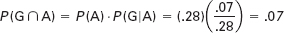 P(G ∩ A) = P(A) · P(G|A) = (.28)(.07/.28) = .07